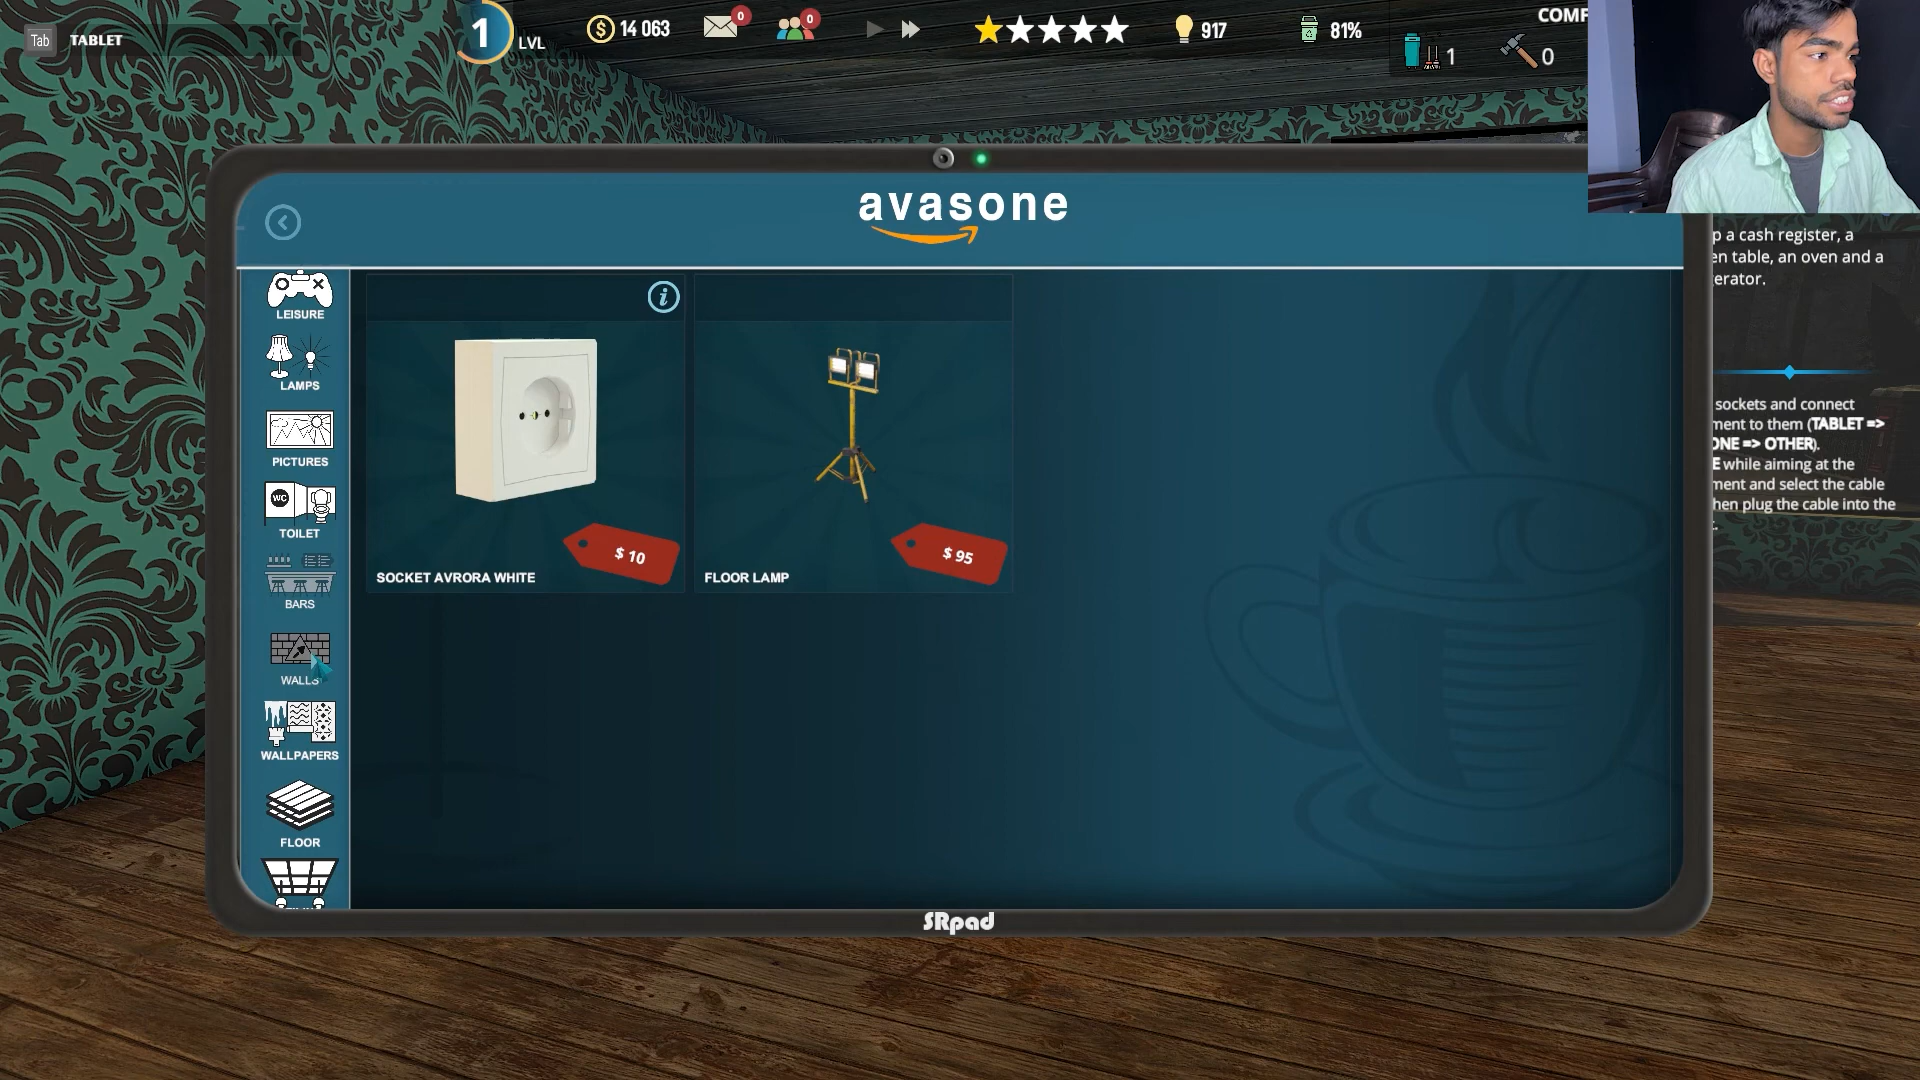 Tab TABLET
1 LVL
14 063
0
0
917
81%
1
0
avasone
p a cash register, a
en table, an oven and a
erator.
sockets and connect
ment to them (TABLET =>
ONE => OTHER).
E while aiming at the
ment and select the cable
hen plug the cable into the
LEISURE
LAMPS
PICTURES
WC
TOILET
BARS
WALLS
WALLPAPERS
FLOOR
$ 10
SOCKET AVRORA WHITE
$ 95
FLOOR LAMP
SRpad